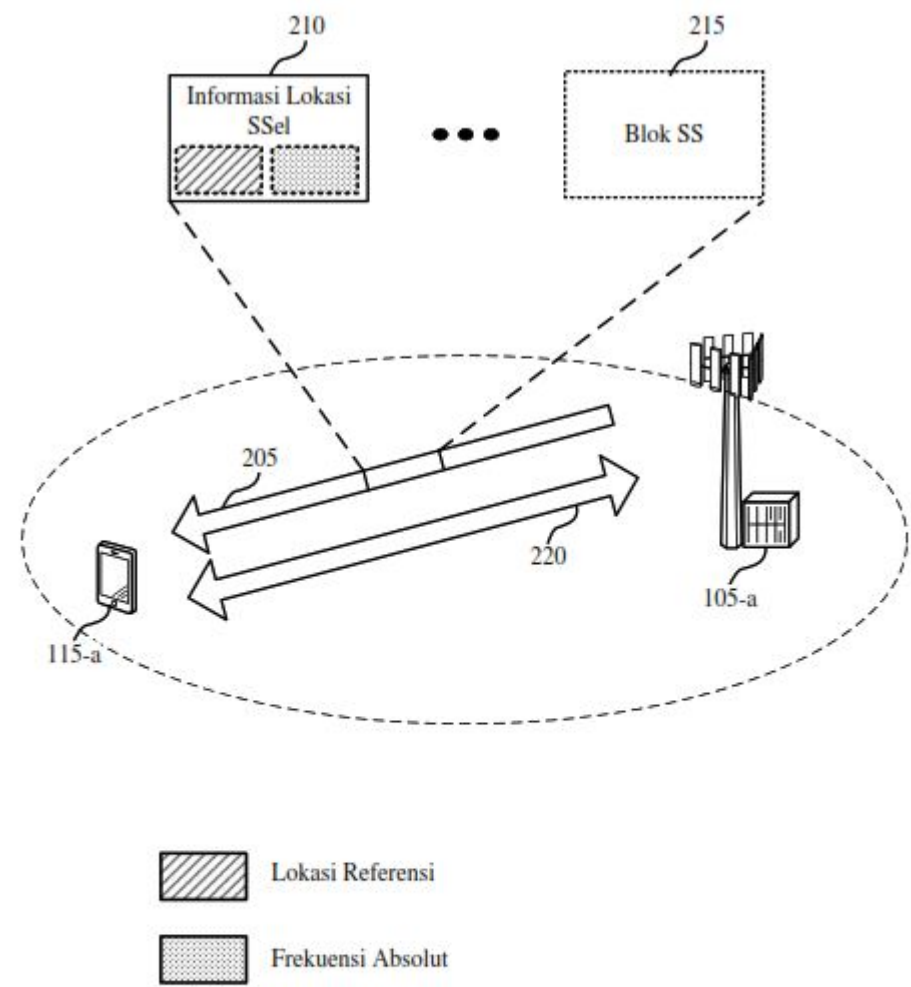 210
215
Informasi Lokasi
SSel
Blok SS
205
220
105-a
115-a
Lokasi Referensi
Frekuensi Absolut